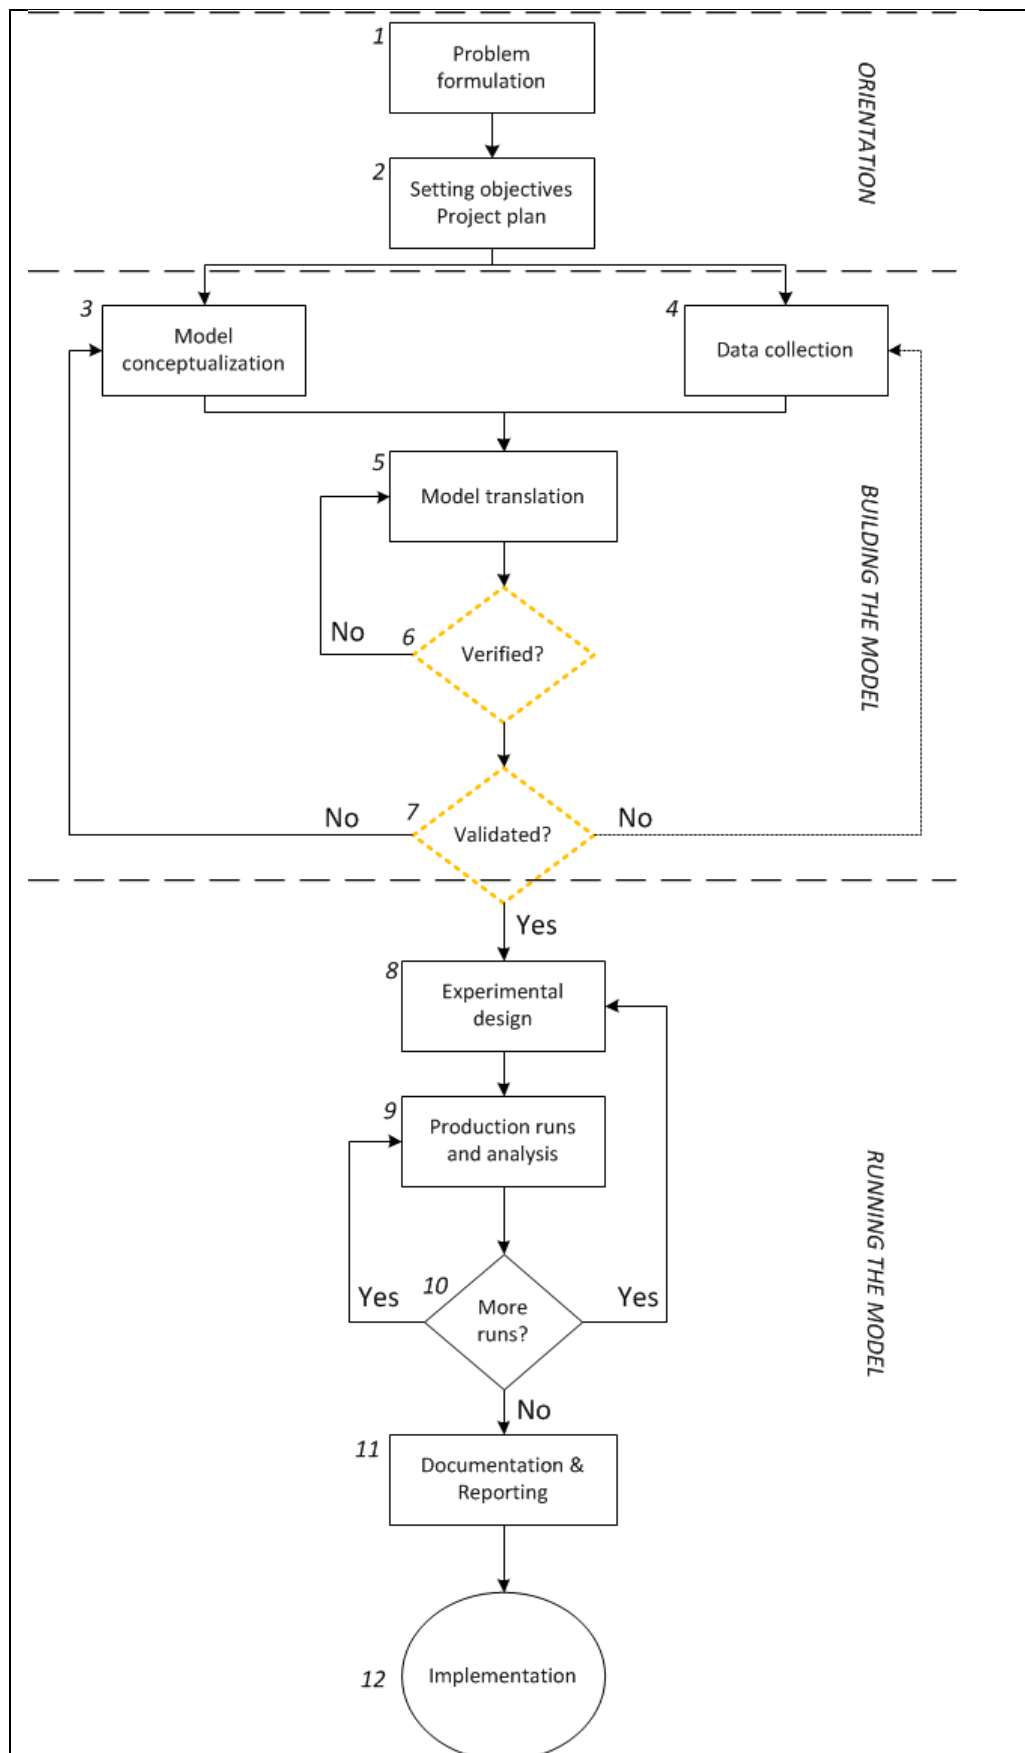 1
Problem
formulation
ORIENTATION
2
Setting objectives
Project plan
3
Model
conceptualization
4
Data collection
5
Model translation
BUILDING THE MODEL
No
6
Verified?
No
7
Validated?
No
Yes
8
Experimental
design
9
Production runs
and analysis
RUNNING THE MODEL
Yes
10
More
runs?
Yes
No
11
Documentation &
Reporting
12
Implementation